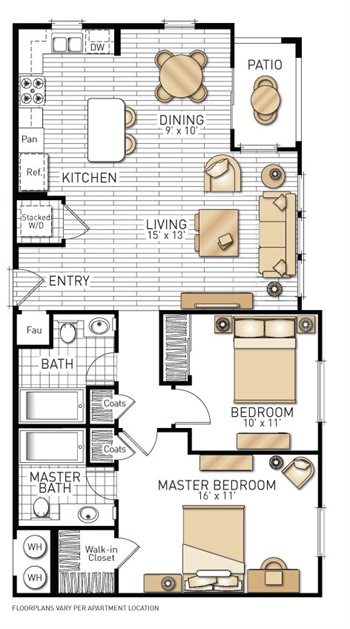 DW
PATIO
DINING
9' x 10'
Pan
Ref.
KITCHEN
Stacked
W/D
LIVING
15' x 13'
ENTRY
Fau
BATH
Coats
BEDROOM
10' x 11'
Coats
MASTER
BATH
MASTER BEDROOM
16' x 11'
WH
WH
Walk-in
Closet
FLOORPLANS VARY PER APARTMENT LOCATION